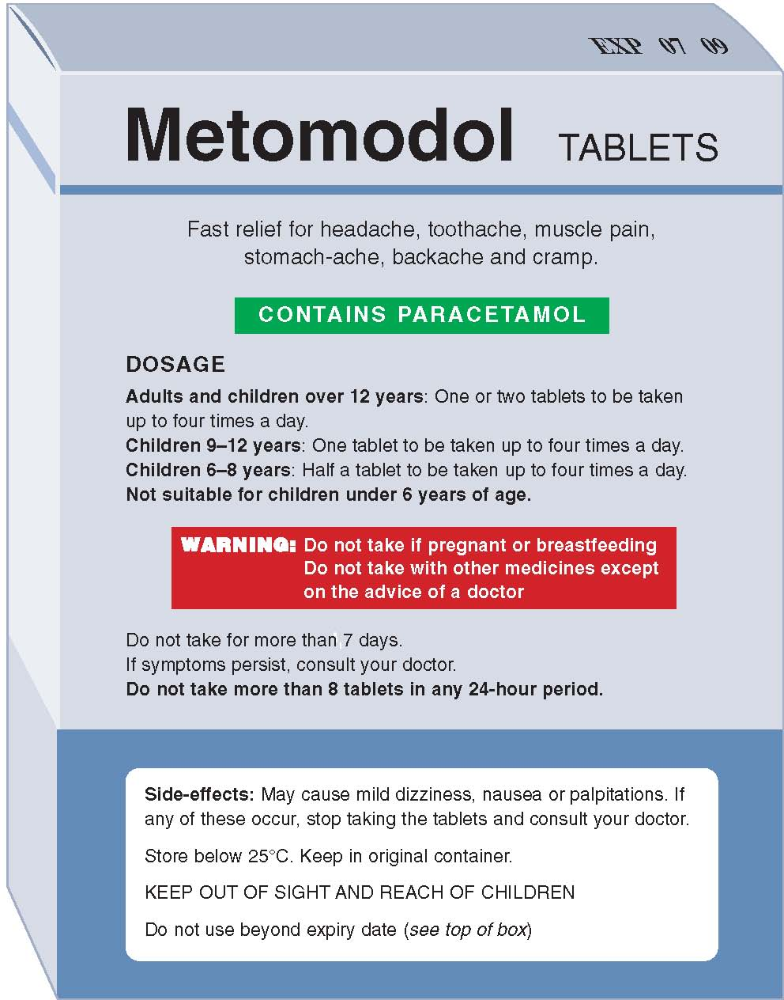 EXP 07 09
Metomodol TABLETS
Fast relief for headache, toothache, muscle pain,
stomach-ache, backache and cramp.
CONTAINS PARACETAMOL
DOSAGE
Adults and children over 12 years: One or two tablets to be taken
up to four times a day.
Children 9–12 years: One tablet to be taken up to four times a day.
Children 6–8 years: Half a tablet to be taken up to four times a day.
Not suitable for children under 6 years of age.
WARNING: Do not take if pregnant or breastfeeding
Do not take with other medicines except
on the advice of a doctor
Do not take for more than 7 days.
If symptoms persist, consult your doctor.
Do not take more than 8 tablets in any 24-hour period.
Side-effects: May cause mild dizziness, nausea or palpitations. If
any of these occur, stop taking the tablets and consult your doctor.
Store below 25°C. Keep in original container.
KEEP OUT OF SIGHT AND REACH OF CHILDREN
Do not use beyond expiry date (see top of box)